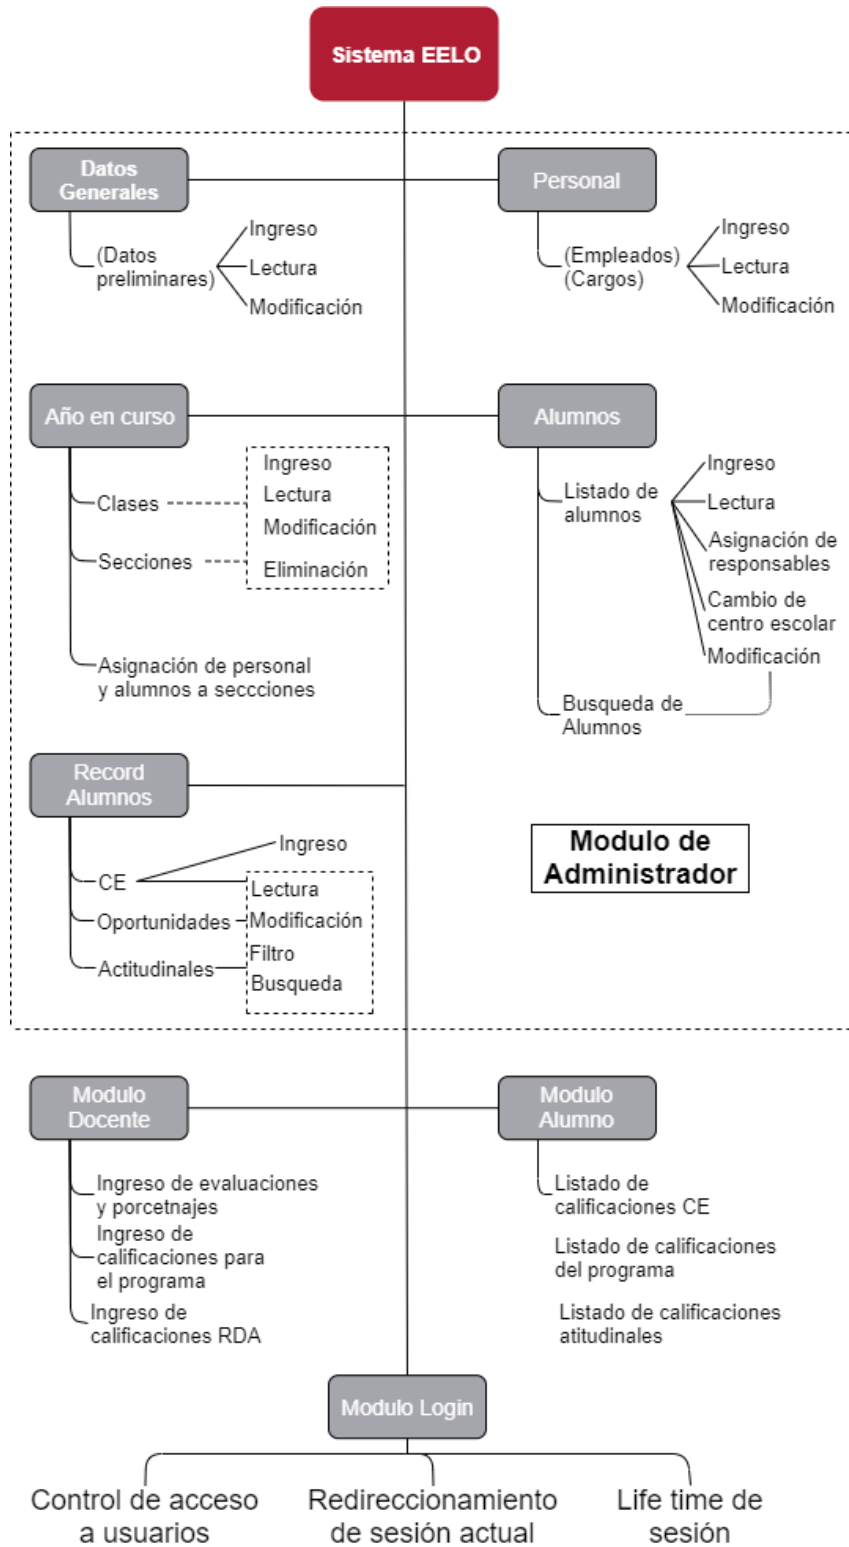 Sistema EELO
Datos
Generales
(Datos
preliminares)
Ingreso
Lectura
Modificación
Personal
(Empleados)
(Cargos)
Ingreso
Lectura
Modificación
Año en curso
Clases
Secciones
Ingreso
Lectura
Modificación
Eliminación
Asignación de personal
y alumnos a seccciones
Alumnos
Listado de
alumnos
Ingreso
Lectura
Asignación de
responsables
Cambio de
centro escolar
Modificación
Busqueda de
Alumnos
Record
Alumnos
CE
Oportunidades
Actitudinales
Ingreso
Lectura
Modificación
Filtro
Busqueda
Modulo de
Administrador
Modulo
Docente
Ingreso de evaluaciones
y porcetnajes
Ingreso de
calificaciones para
el programa
Ingreso de
calificaciones RDA
Modulo
Alumno
Listado de
calificaciones CE
Listado de calificaciones
del programa
Listado de calificaciones
atitudinales
Modulo Login
Control de acceso
a usuarios
Redireccionamiento
de sesión actual
Life time de
sesión